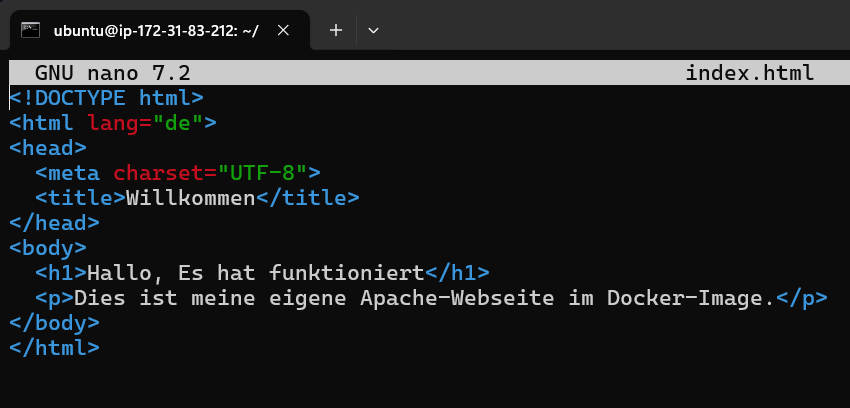 ubuntu@ip-172-31-83-212: ~/
GNU nano 7.2 index.html
<!DOCTYPE html>
<html lang="de">
<head>
  <meta charset="UTF-8">
  <title>Willkommen</title>
</head>
<body>
  <h1>Hallo, Es hat funktioniert</h1>
  <p>Dies ist meine eigene Apache-Webseite im Docker-Image.</p>
</body>
</html>